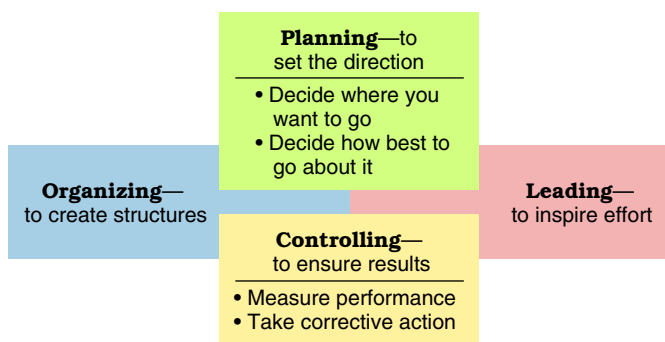 Planning—to
set the direction
• Decide where you
want to go
• Decide how best to
go about it
Organizing—
to create structures
Leading—
to inspire effort
Controlling—
to ensure results
• Measure performance
• Take corrective action